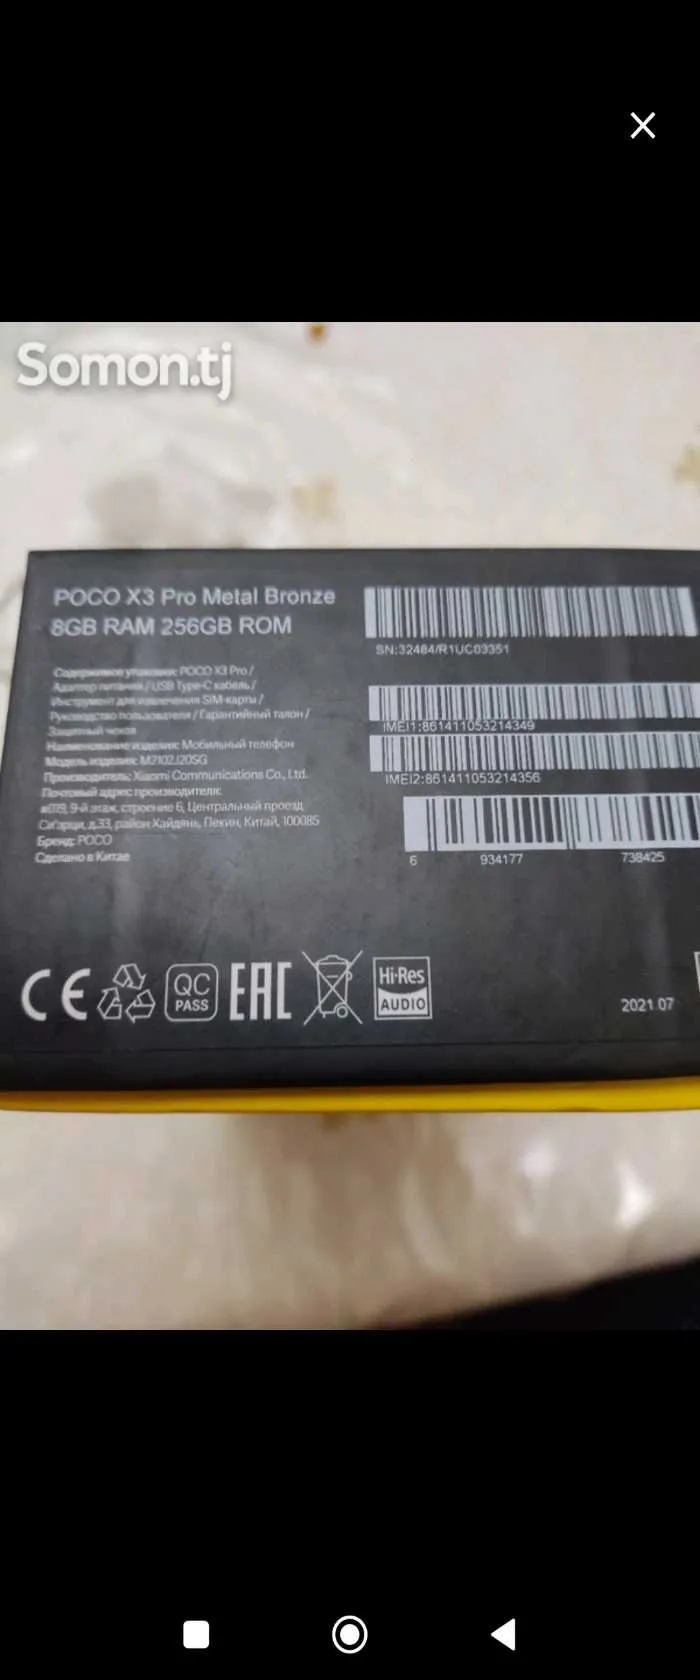 Somon.tj
POCO X3 Pro Metal Bronze
8GB RAM 256GB ROM
Содержимое упаковки: POCO X3 Pro /
Адаптер питания / USB Type-C кабель /
Инструмент для извлечения SIM-карты /
Руководство пользователя / Гарантийный талон /
Защитный чехол
Наименование изделия: Мобильный телефон
Модель изделия: M2102J20SG
Производитель: Xiaomi Communications Co., Ltd.
Почтовый адрес производителя:
9-й этаж, строение 6, Центральный проезд
д.33, район Хайдянь, Пекин, Китай, 100085
Бренд: POCO
Сделано в Китае
SN:32484/R1UC03351
IMEI1:861411053214349
IMEI2:861411053214356
6 934177 738425
CE
QC
PASS
EAC
Hi-Res
AUDIO
2021.07